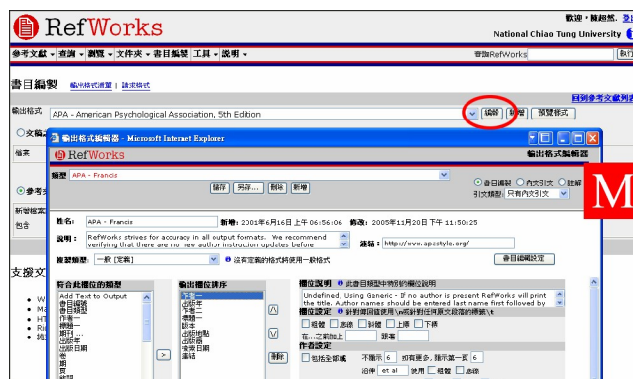 RefWorks
歡迎，陳超然.
National Chiao Tung University
參考文獻 查詢 瀏覽 文件夾 書目編製 工具 說明
查詢RefWorks
書目編製 輸出格式清單 | 請求格式
回到參考文獻列表
輸出格式 APA - American Psychological Association, 5th Edition 編輯 新增 預覽格式
輸出格式編輯器 - Microsoft Internet Explorer
RefWorks 輸出格式編輯器
類型 APA - Francis
儲存 另存... 刪除 新增
書目編製 內文引文 註解
引文類型: 只有內文引文
M
姓名: APA - Francis 新增: 2001年6月16日 上午 06:56:06 修改: 2005年11月20日 下午 11:50:25
說明: RefWorks strives for accuracy in all output formats. We recommend
verifying that there are no new author instruction updates before
連結: http://www.apastyle.org/
複製類型: 一般 [定義] 沒有定義的格式將使用一般格式 書目編輯設定
符合此欄位的類型 輸出欄位排序 欄位說明 此書目類型中特別的欄位說明
Add Text to Output
書目編號
書目類型
作者一
標題一
期刊
出版年
出版日期
卷
期
頁
作者一
出版年
作者二
標題一
版本
出版地點
出版商
檢索日期
連結
刪除
Undefined. Using Generic - If no author is present RefWorks will print
the title. Author names should be entered last name first followed by
欄位設定
粗體 底線 斜體 上標 下標
作者設定
包括全部 不顯示 6 如有更多，顯示第一頁 6
et al 使用 粗體 底線
支援文